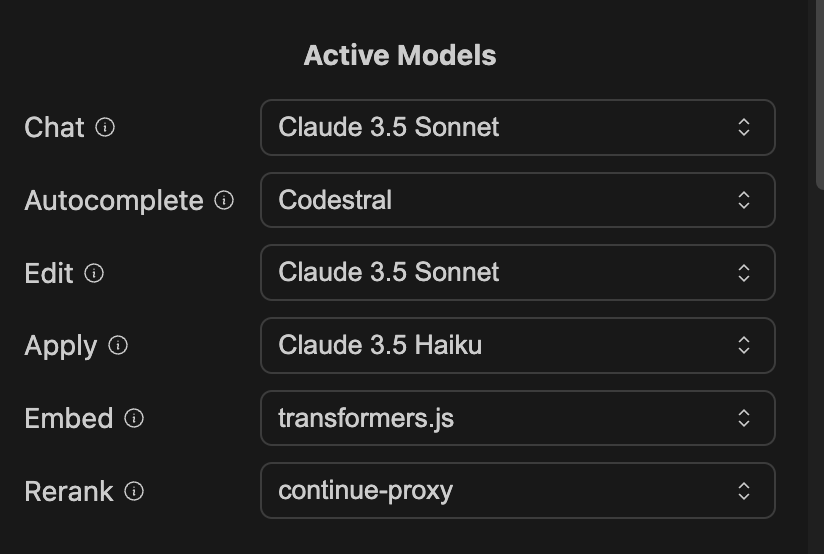 Active Models
Chat
Claude 3.5 Sonnet
Autocomplete
Codestral
Edit
Claude 3.5 Sonnet
Apply
Claude 3.5 Haiku
Embed
transformers.js
Rerank
continue-proxy